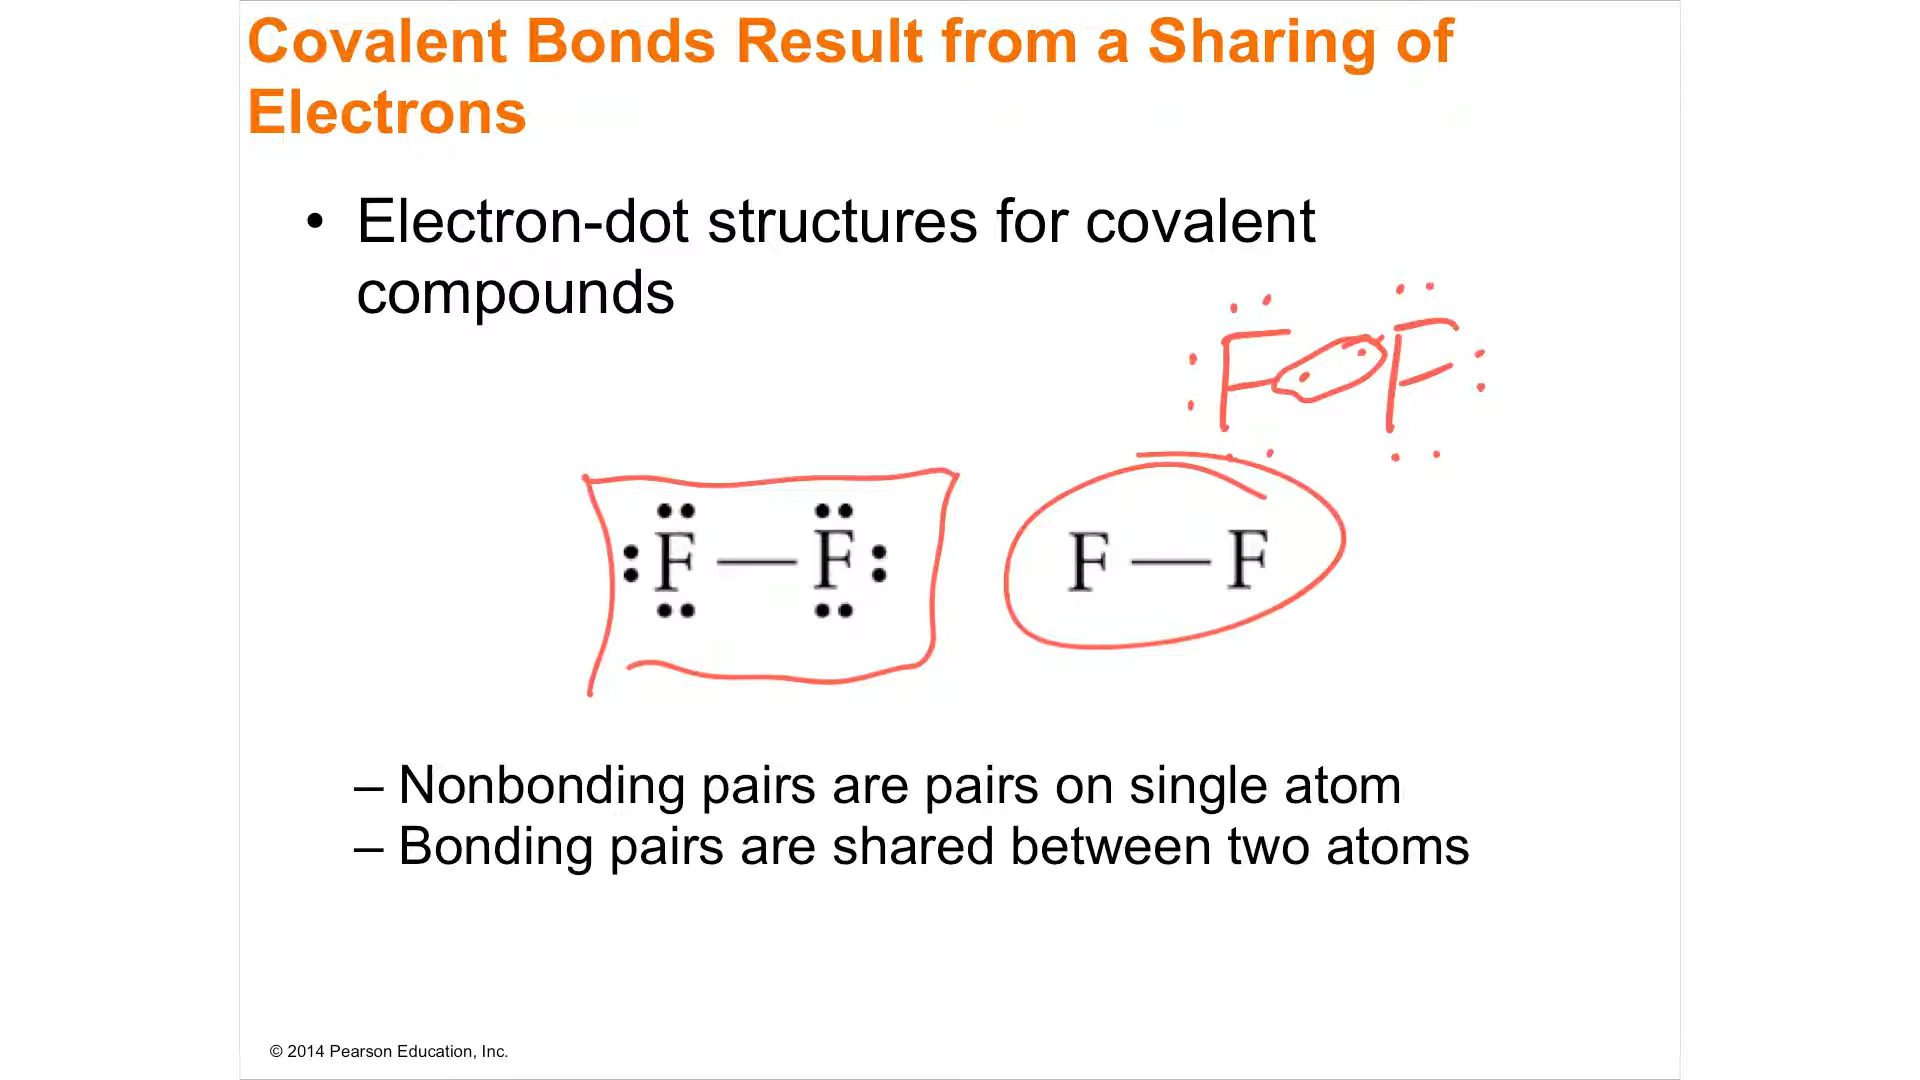 Covalent Bonds Result from a Sharing of
Electrons
• Electron-dot structures for covalent
compounds
F F
F — F F — F
– Nonbonding pairs are pairs on single atom
– Bonding pairs are shared between two atoms
© 2014 Pearson Education, Inc.